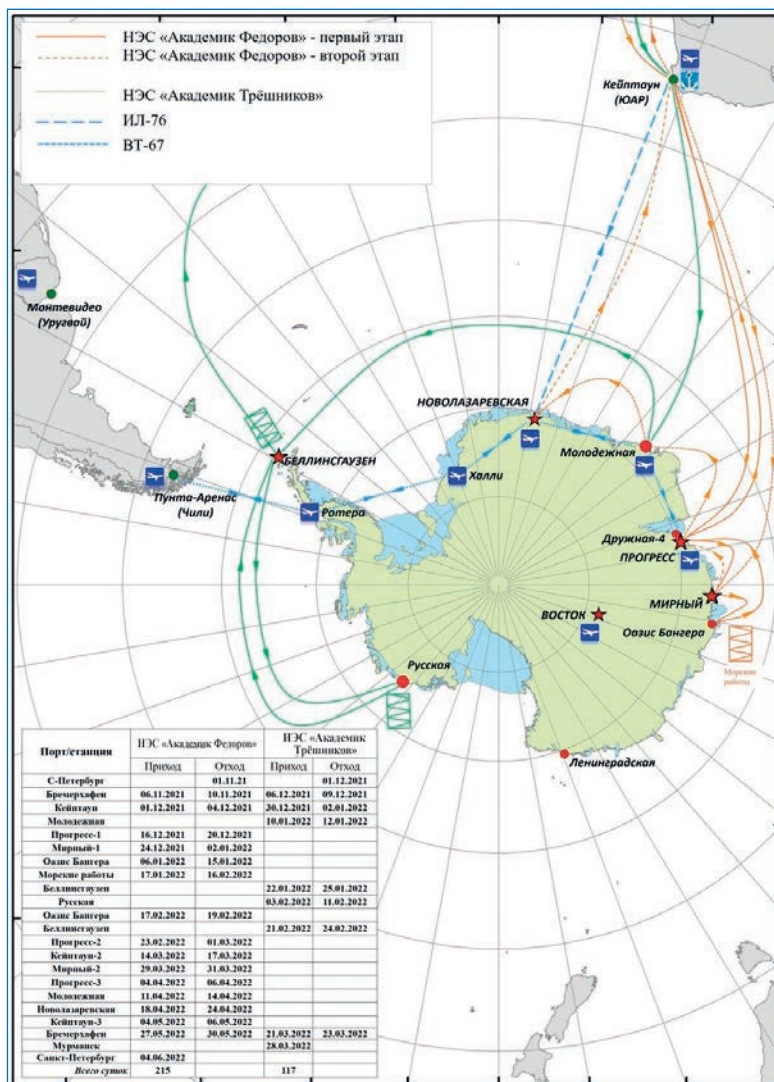 НЭС «Академик Федоров» - первый этап
НЭС «Академик Федоров» - второй этап
НЭС «Академик Трёшников»
ИЛ-76
ВТ-67
Кейптаун
(ЮАР)
Монтевидео
(Уругвай)
НОВОЛАЗАРЕВСКАЯ
Молодежная
БЕЛЛИНСГАУЗЕН
Халли
Пунта-Аренас
(Чили)
Ротера
Дружная-4
ПРОГРЕСС
МИРНЫЙ
ВОСТОК
Оазис Бангера
Морские
работы
Русская
Ленинградская
Порт/станция НЭС «Академик Федоров» НЭС «Академик
Трёшников»
Приход Отход Приход Отход
С-Петербург 01.11.21 01.12.2021
Бремерхафен 06.11.2021 10.11.2021 06.12.2021 09.12.2021
Кейптаун 01.12.2021 04.12.2021 30.12.2021 02.01.2022
Молодежная 10.01.2022 12.01.2022
Прогресс-1 16.12.2021 20.12.2021
Мирный-1 24.12.2021 02.01.2022
Оазис Бангера 06.01.2022 15.01.2022
Морские работы 17.01.2022 16.02.2022
Беллинсгаузен 22.01.2022 25.01.2022
Русская 03.02.2022 11.02.2022
Оазис Бангера 17.02.2022 19.02.2022
Беллинсгаузен 21.02.2022 24.02.2022
Прогресс-2 23.02.2022 01.03.2022
Кейптаун-2 14.03.2022 17.03.2022
Мирный-2 29.03.2022 31.03.2022
Прогресс-3 04.04.2022 06.04.2022
Молодежная 11.04.2022 14.04.2022
Новолазаревская 18.04.2022 24.04.2022
Кейптаун-3 04.05.2022 06.05.2022
Бремерхафен 27.05.2022 30.05.2022 21.03.2022 23.03.2022
Мурманск 28.03.2022
Санкт-Петербург 04.06.2022
Всего суток 215 117